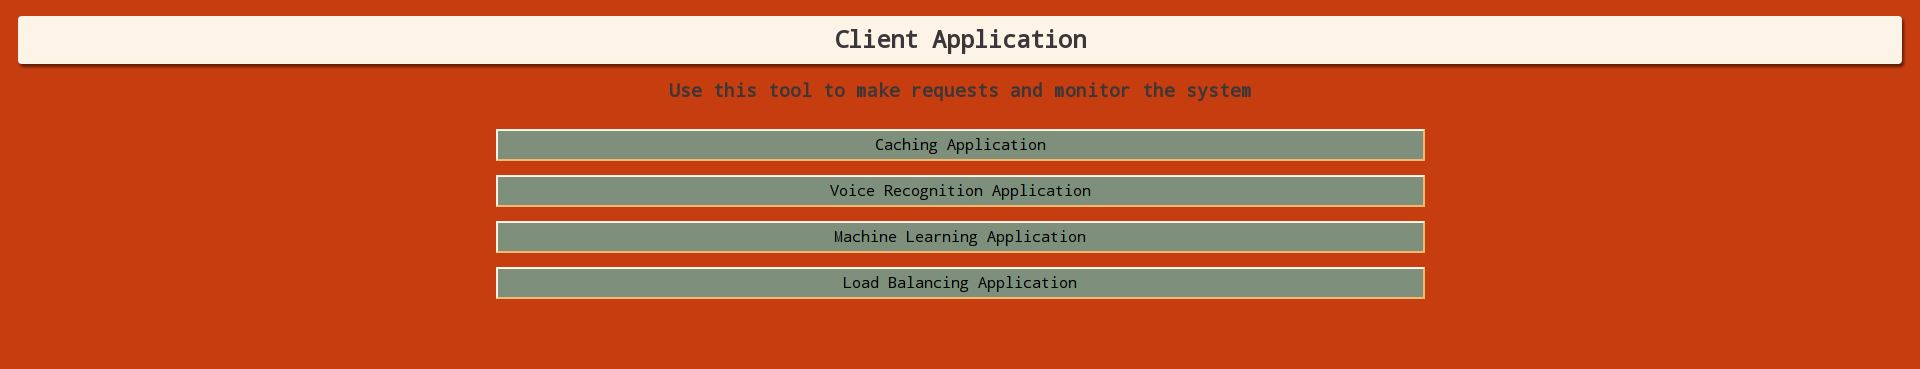 Client Application
Use this tool to make requests and monitor the system
Caching Application
Voice Recognition Application
Machine Learning Application
Load Balancing Application